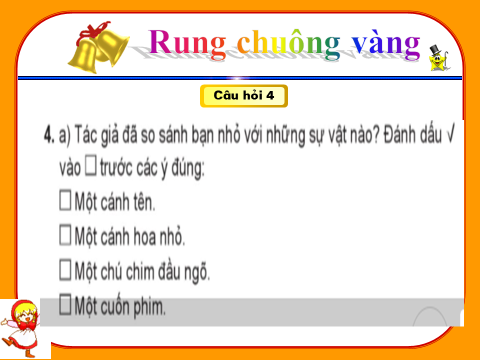 Rung chuông vàng
Câu hỏi 4
4. a) Tác giả đã so sánh bạn nhỏ với những sự vật nào? Đánh dấu √
vào □ trước các ý đúng:
□ Một cánh tên.
□ Một cánh hoa nhỏ.
□ Một chú chim đầu ngõ.
□ Một cuốn phim.